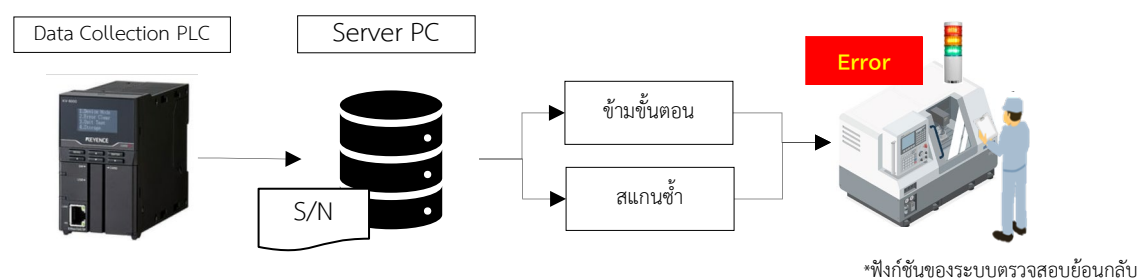 Data Collection PLC
Server PC
Error
ข้ามขั้นตอน
KEYENCE
สแกนซ้ำ
S/N
*ฟังก์ชันของระบบตรวจสอบย้อนกลับ